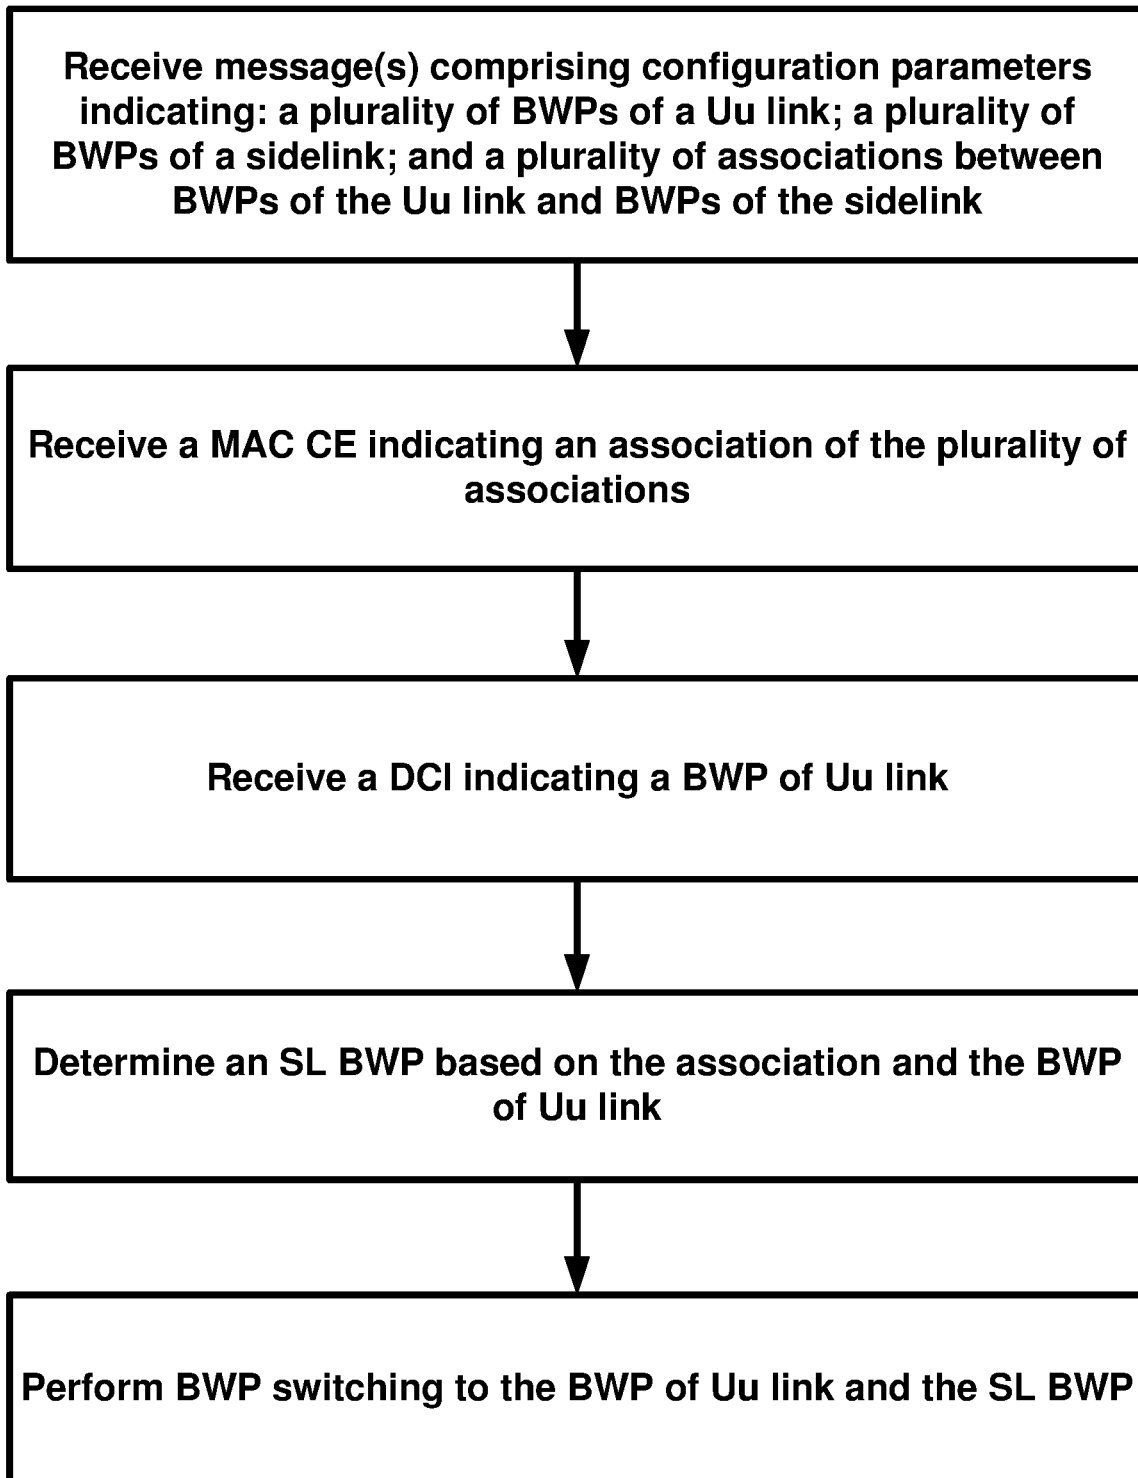 Receive message(s) comprising configuration parameters
indicating: a plurality of BWPs of a Uu link; a plurality of
BWPs of a sidelink; and a plurality of associations between
BWPs of the Uu link and BWPs of the sidelink
Receive a MAC CE indicating an association of the plurality of
associations
Receive a DCI indicating a BWP of Uu link
Determine an SL BWP based on the association and the BWP
of Uu link
Perform BWP switching to the BWP of Uu link and the SL BWP